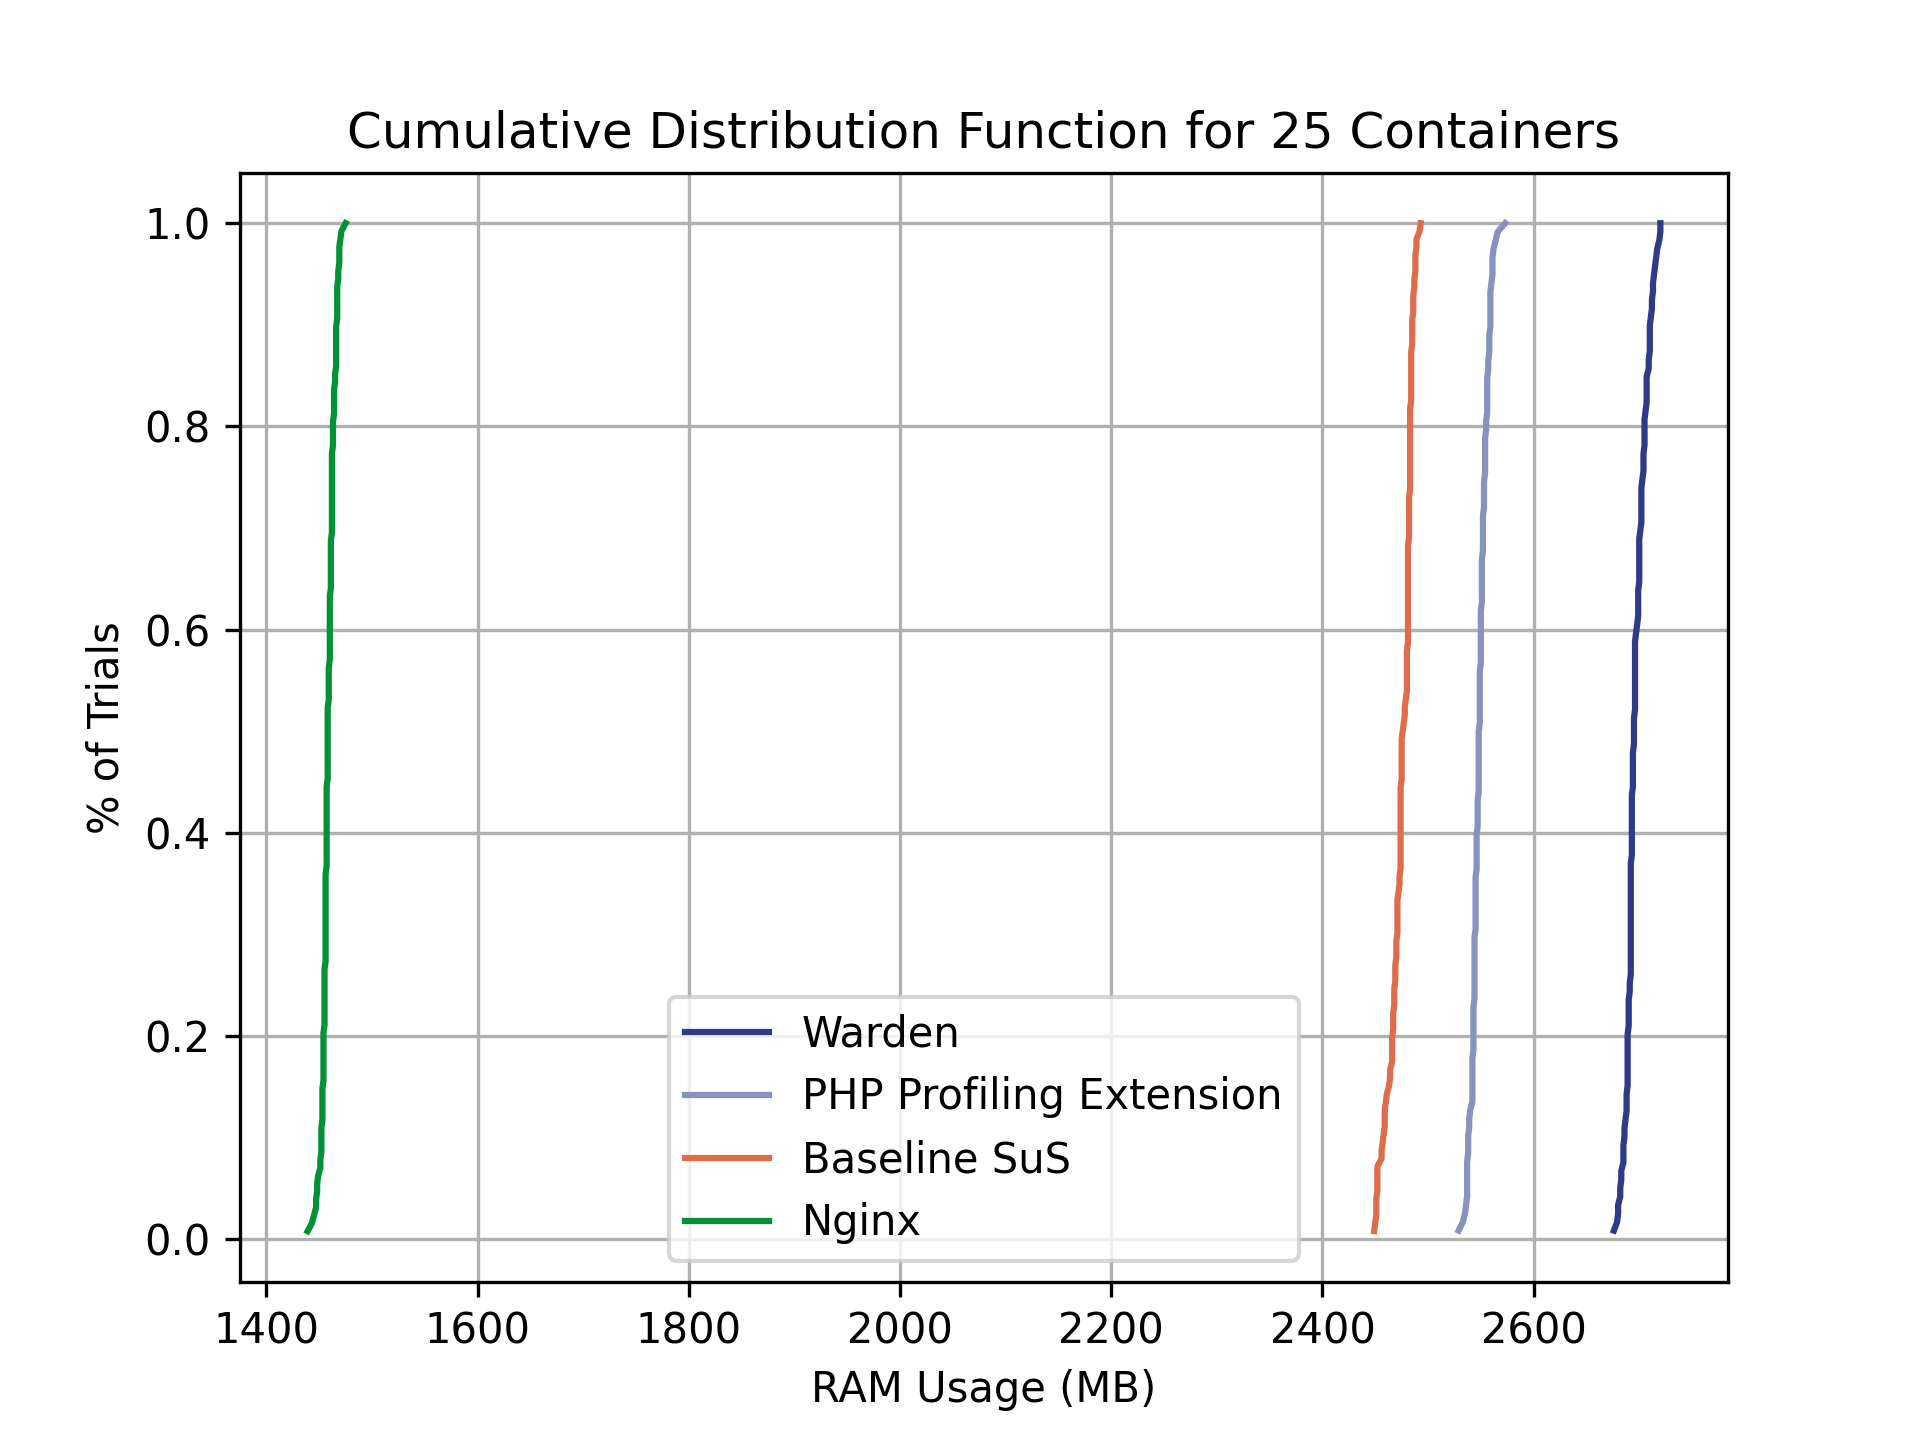 Cumulative Distribution Function for 25 Containers
1.0
0.8
0.6
0.4
0.2
0.0
% of Trials
Warden
PHP Profiling Extension
Baseline SuS
Nginx
1400 1600 1800 2000 2200 2400 2600
RAM Usage (MB)